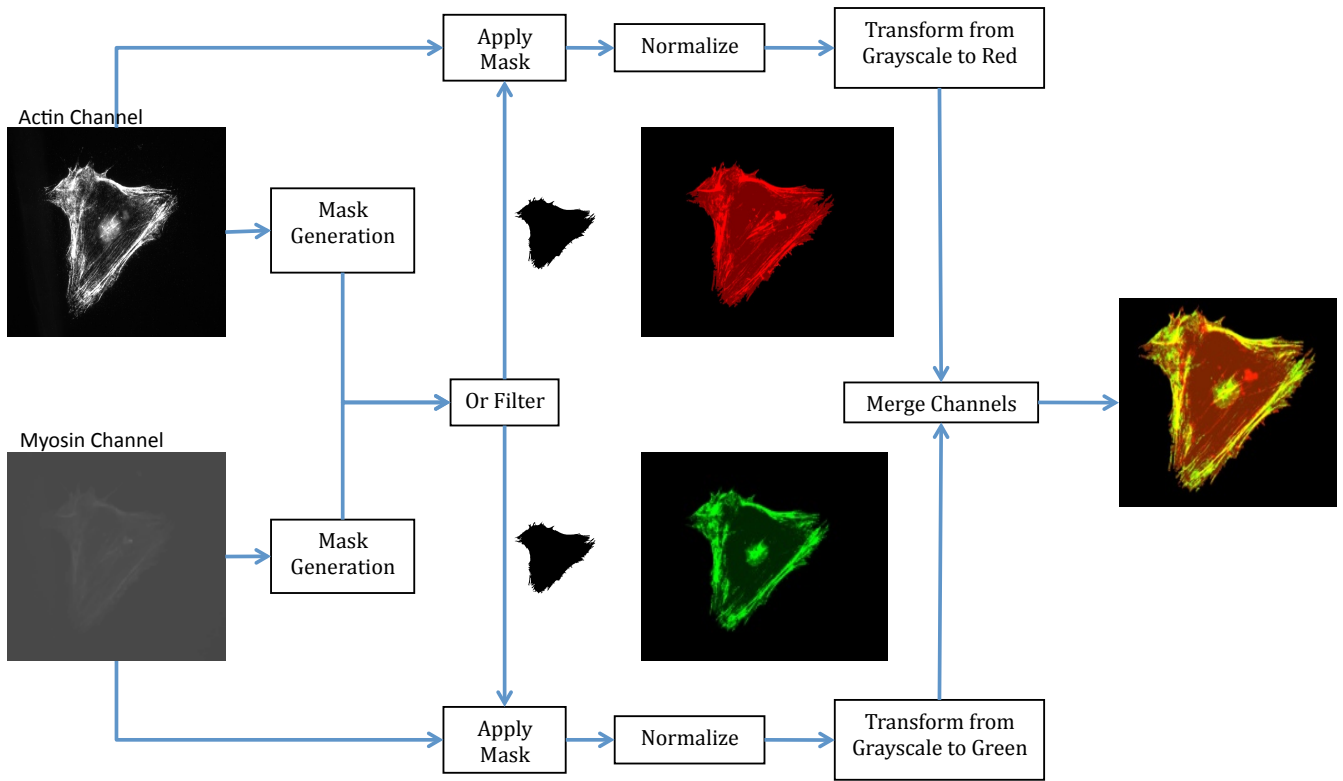 Apply
Mask
Normalize
Transform from
Grayscale to Red
Actin Channel
Mask
Generation
Or Filter
Merge Channels
Myosin Channel
Mask
Generation
Apply
Mask
Normalize
Transform from
Grayscale to Green